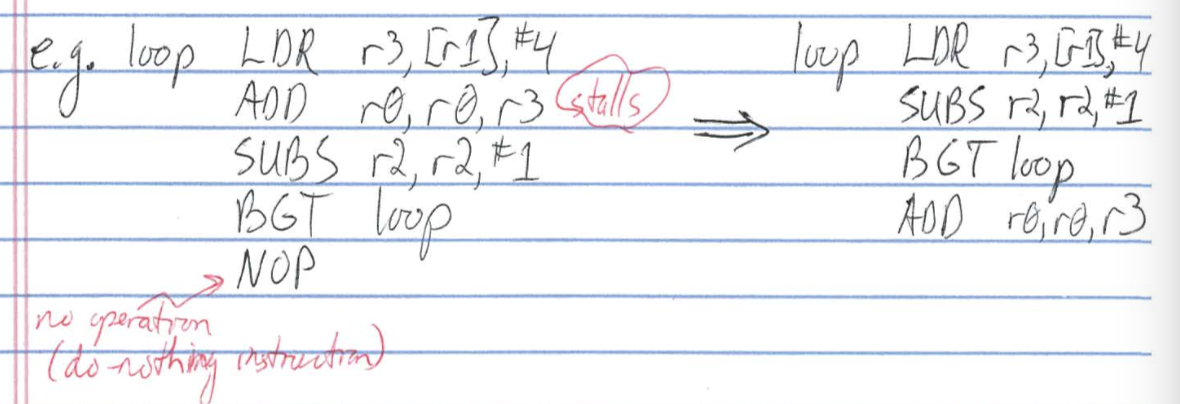 e.g. loop LDR r3, [r1], #4
ADD r0, r0, r3 stalls
SUBS r2, r2, #1
BGT loop
NOP
no operation
(do-nothing instruction)
⇒
loop LDR r3, [r1], #4
SUBS r2, r2, #1
BGT loop
ADD r0, r0, r3